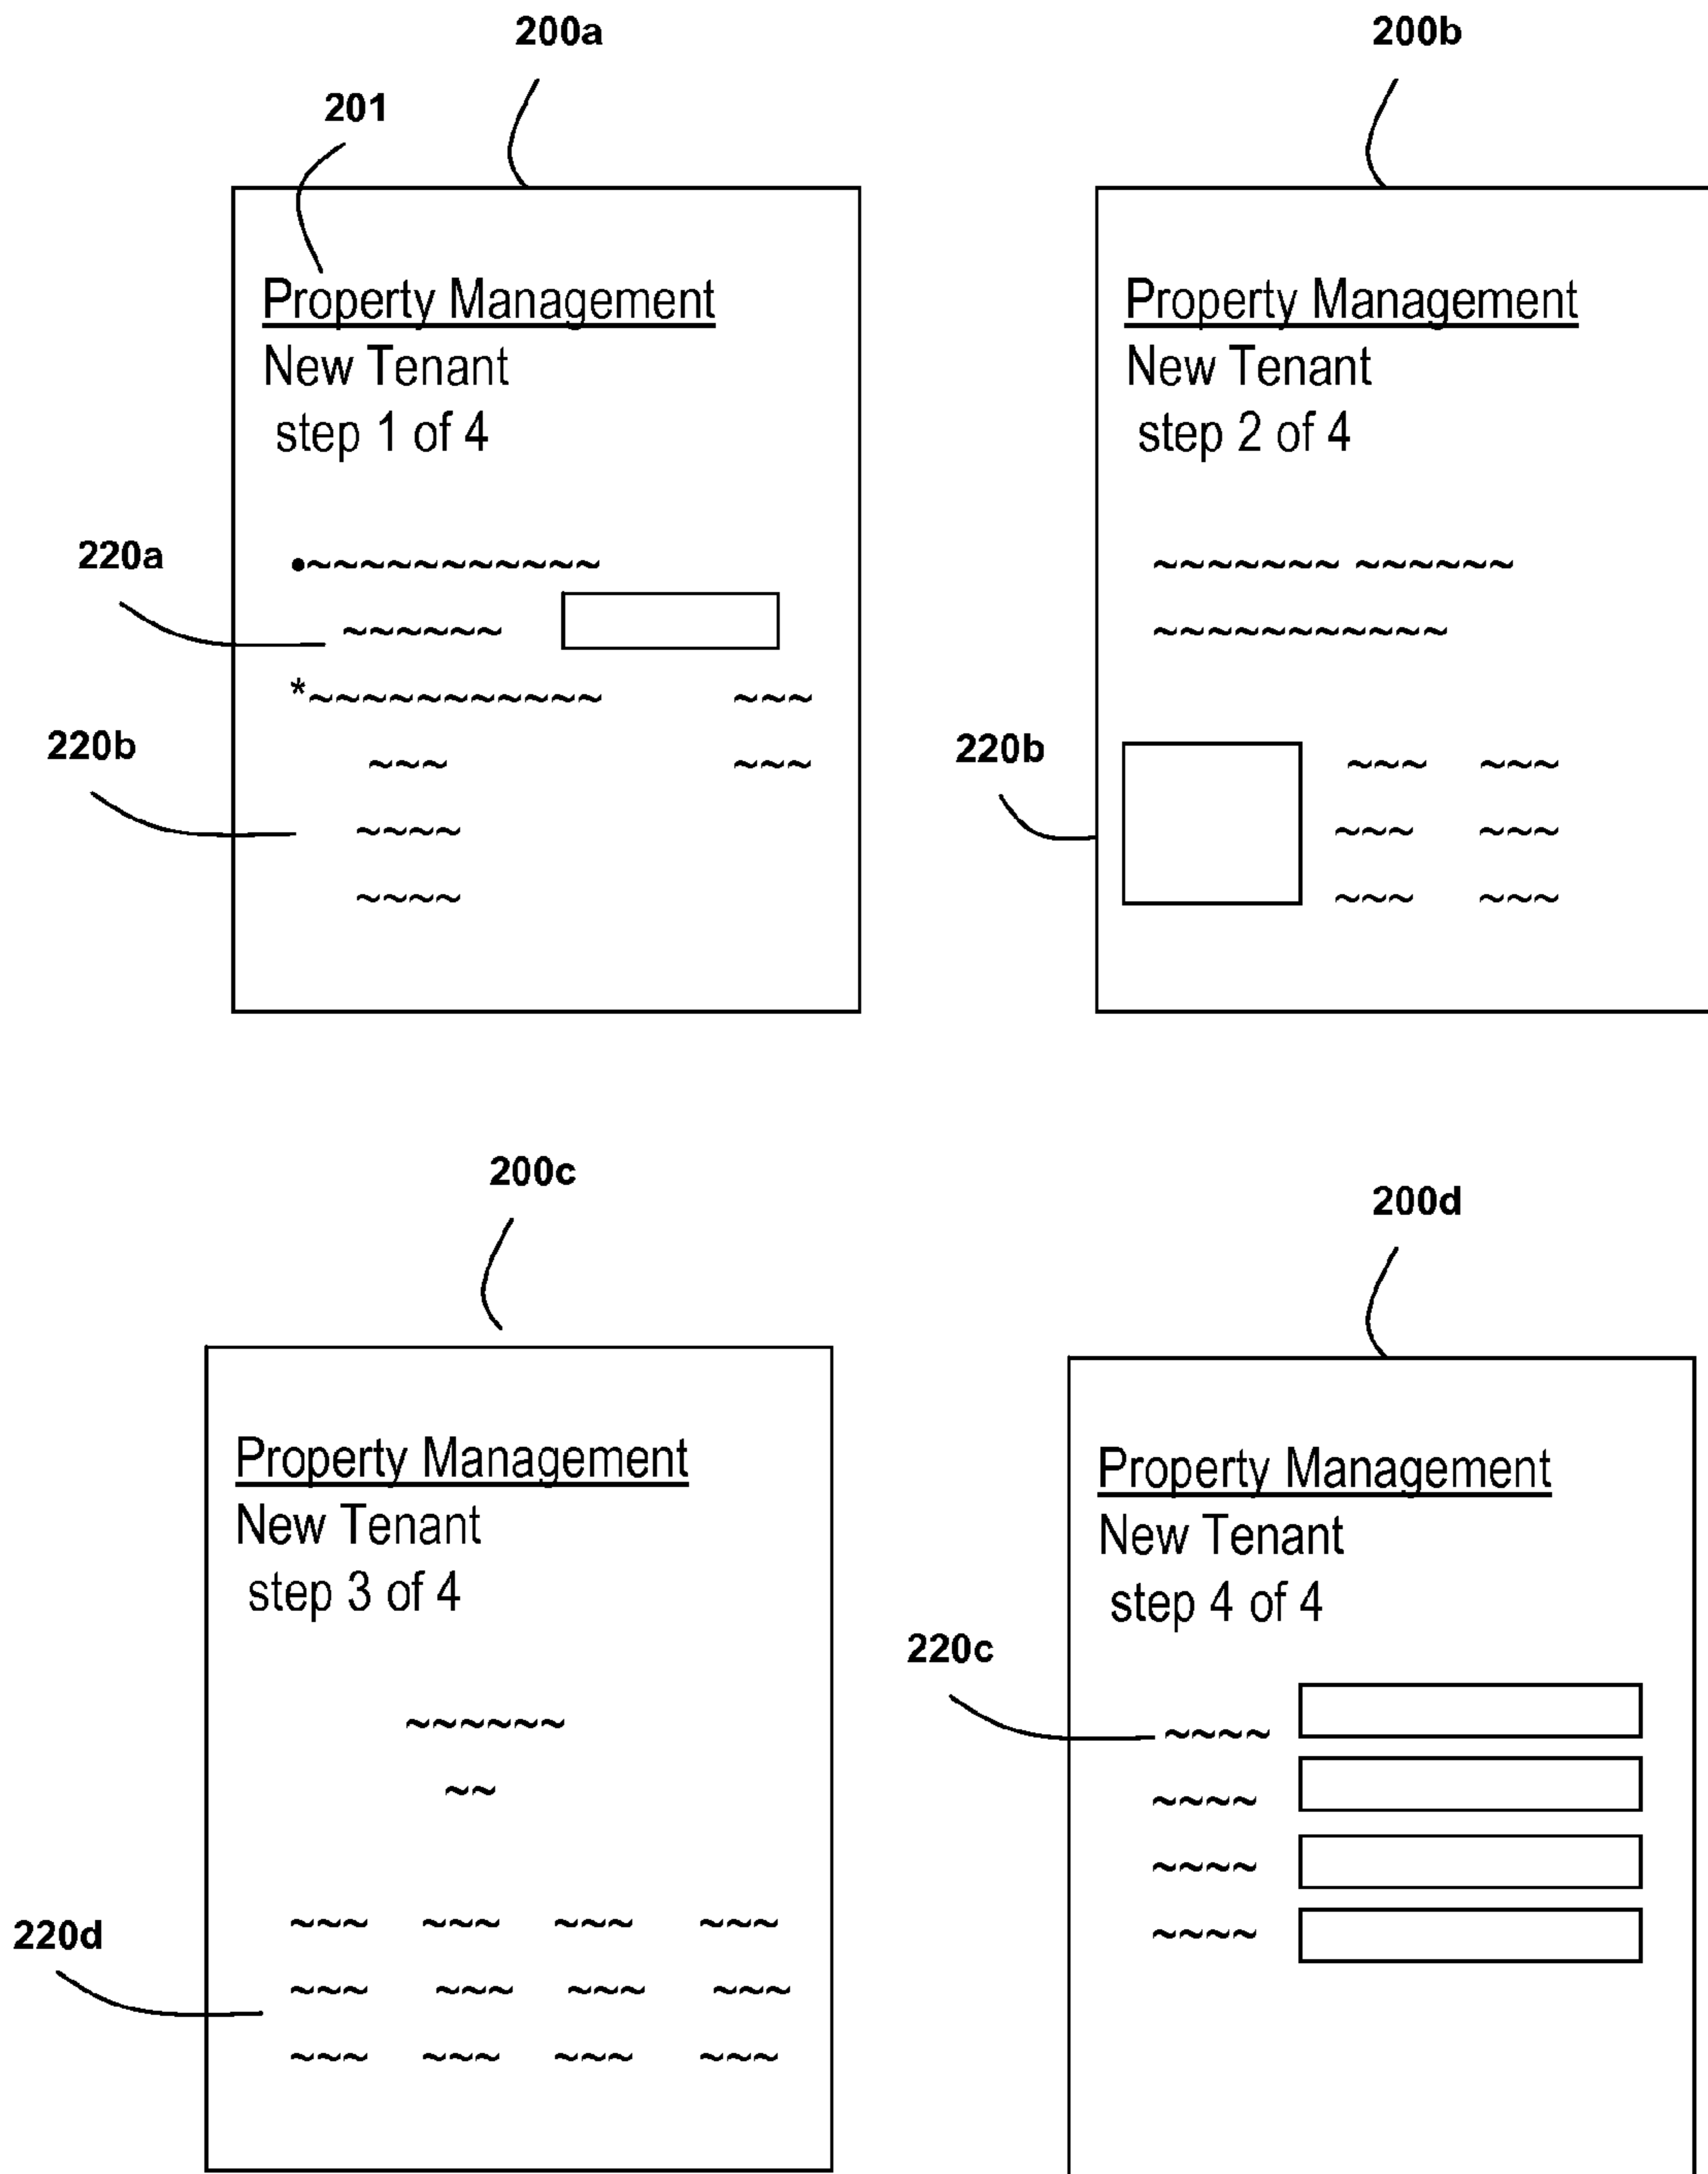 200a
200b
201
Property Management
New Tenant
step 1 of 4
220a
•~~~~~~~~~~~
~~~~~~
*~~~~~~~~~~~ ~~~
220b
~~~ ~~~
~~~~
~~~~
Property Management
New Tenant
step 2 of 4
~~~~~~~ ~~~~~~
~~~~~~~~~~~
220b
~~~ ~~~
~~~ ~~~
~~~ ~~~
200c
200d
Property Management
New Tenant
step 3 of 4
~~~~~~
~~
220d
~~~ ~~~ ~~~ ~~~
~~~ ~~~ ~~~ ~~~
~~~ ~~~ ~~~ ~~~
Property Management
New Tenant
step 4 of 4
220c
~~~~
~~~~
~~~~
~~~~